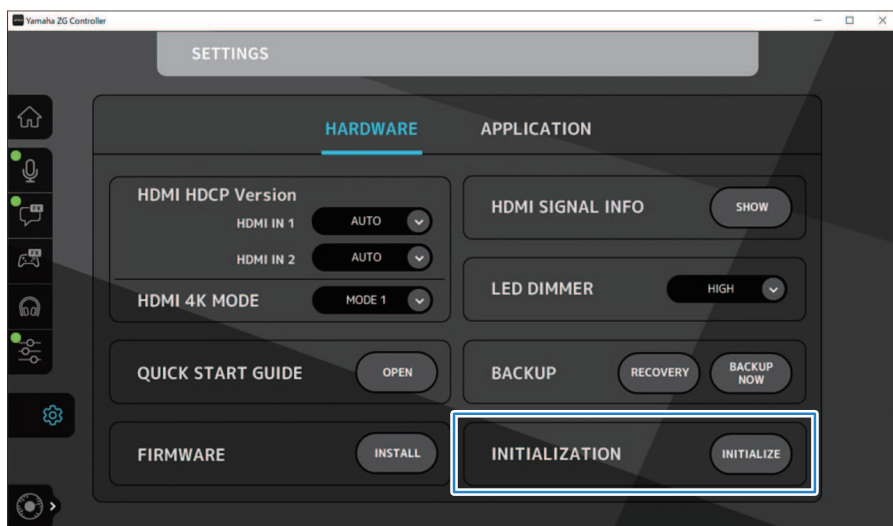 Yamaha ZG Controller
SETTINGS
HARDWARE APPLICATION
HDMI HDCP Version
HDMI IN 1 AUTO
HDMI IN 2 AUTO
HDMI 4K MODE MODE 1
HDMI SIGNAL INFO SHOW
LED DIMMER HIGH
QUICK START GUIDE OPEN
BACKUP RECOVERY BACKUP NOW
FIRMWARE INSTALL
INITIALIZATION INITIALIZE
FX
FX